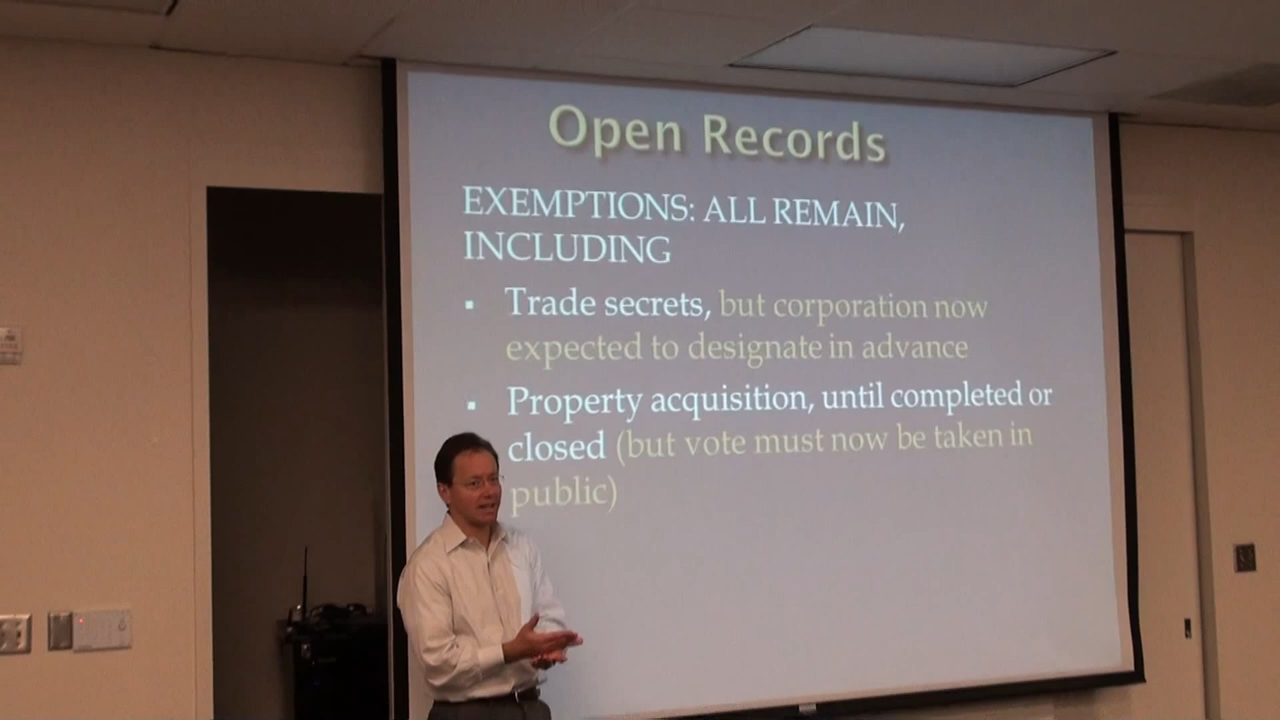 Open Records
EXEMPTIONS: ALL REMAIN,
INCLUDING
▪ Trade secrets, but corporation now
expected to designate in advance
▪ Property acquisition, until completed or
closed (but vote must now be taken in
public)